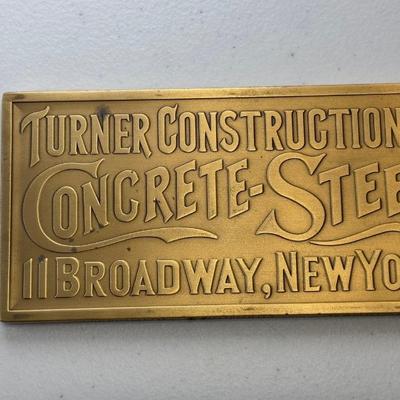 TURNER CONSTRUCTION
CONCRETE-STEE
11 BROADWAY, NEW YO